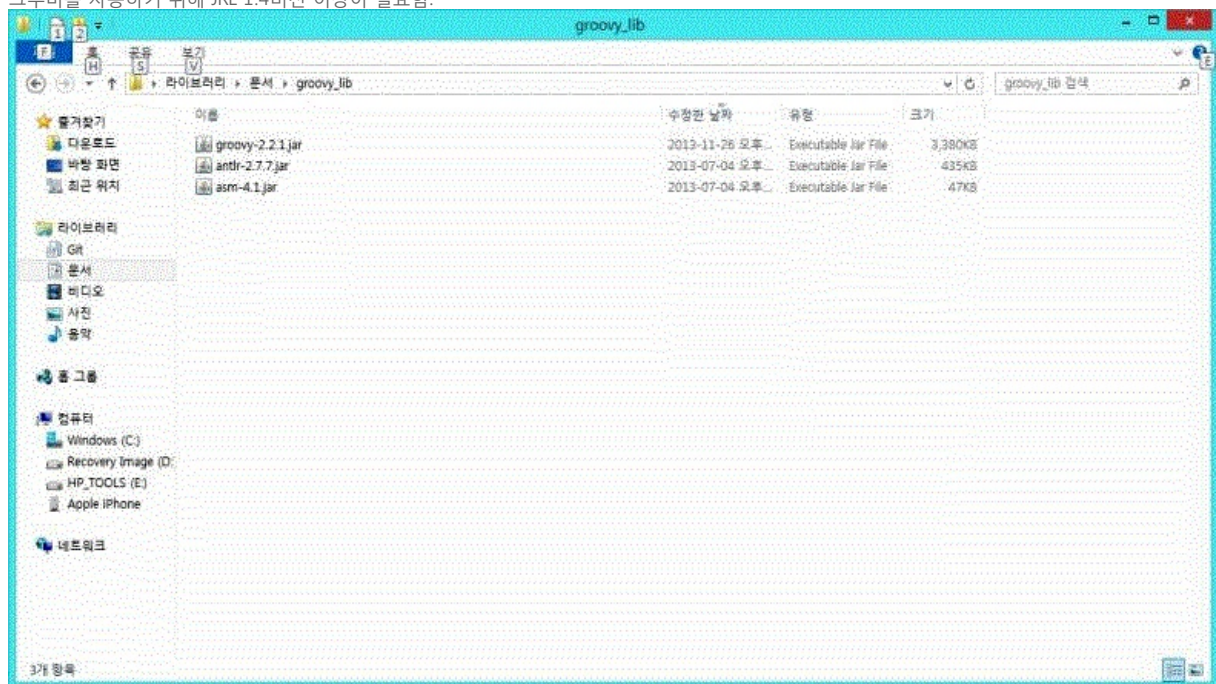 그루비를 사용하기 위해 JRE 1.4버전 이상이 필요함.
1 2 groovy_lib
F 홈 공유 보기
H S V E
라이브러리 문서 groovy_lib groovy_lib 검색
이름 수정한 날짜 유형 크기
groovy-2.2.1.jar 2013-11-26 오후... Executable Jar File 3,380KB
antlr-2.7.7.jar 2013-07-04 오후... Executable Jar File 435KB
asm-4.1.jar 2013-07-04 오후... Executable Jar File 47KB
즐겨찾기
다운로드
바탕 화면
최근 위치
라이브러리
Git
문서
비디오
사진
음악
홈 그룹
컴퓨터
Windows (C:)
Recovery Image (D:
HP_TOOLS (E:)
Apple iPhone
네트워크
3개 항목